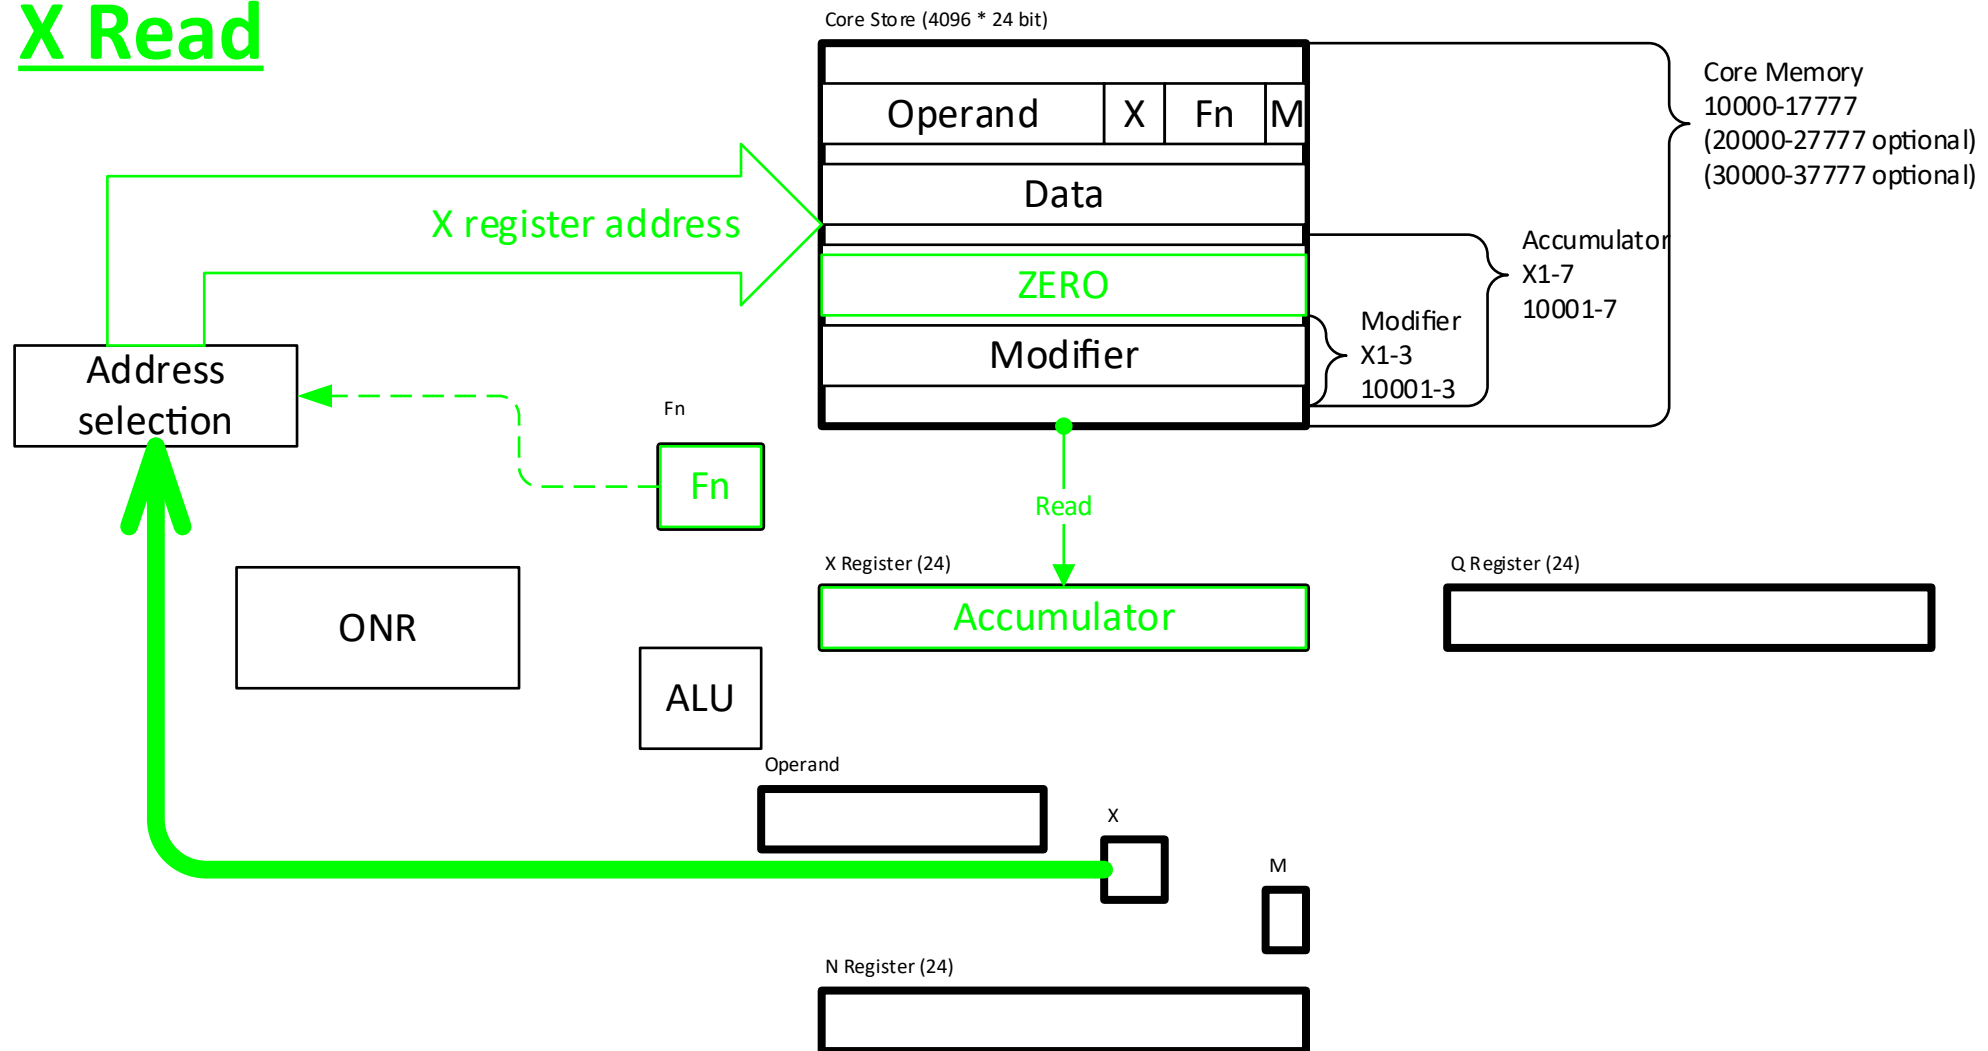 X Read
Core Store (4096 * 24 bit)
Operand X Fn M
Data
ZERO
Modifier
Core Memory
10000-17777
(20000-27777 optional)
(30000-37777 optional)
Accumulator
X1-7
10001-7
Modifier
X1-3
10001-3
X register address
Address
selection
Fn
Fn
Read
X Register (24)
Accumulator
Q Register (24)
ONR
ALU
Operand
X
M
N Register (24)